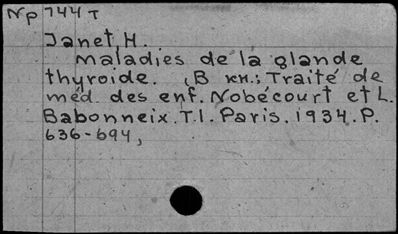 Np 744 T
Janet, H.
Maladies de la glande
thyroide. (В кн.: Traité de
méd. des enf. Nobécourt et L.
Babonneix. T.I. Paris. 1934. P.
636-694,